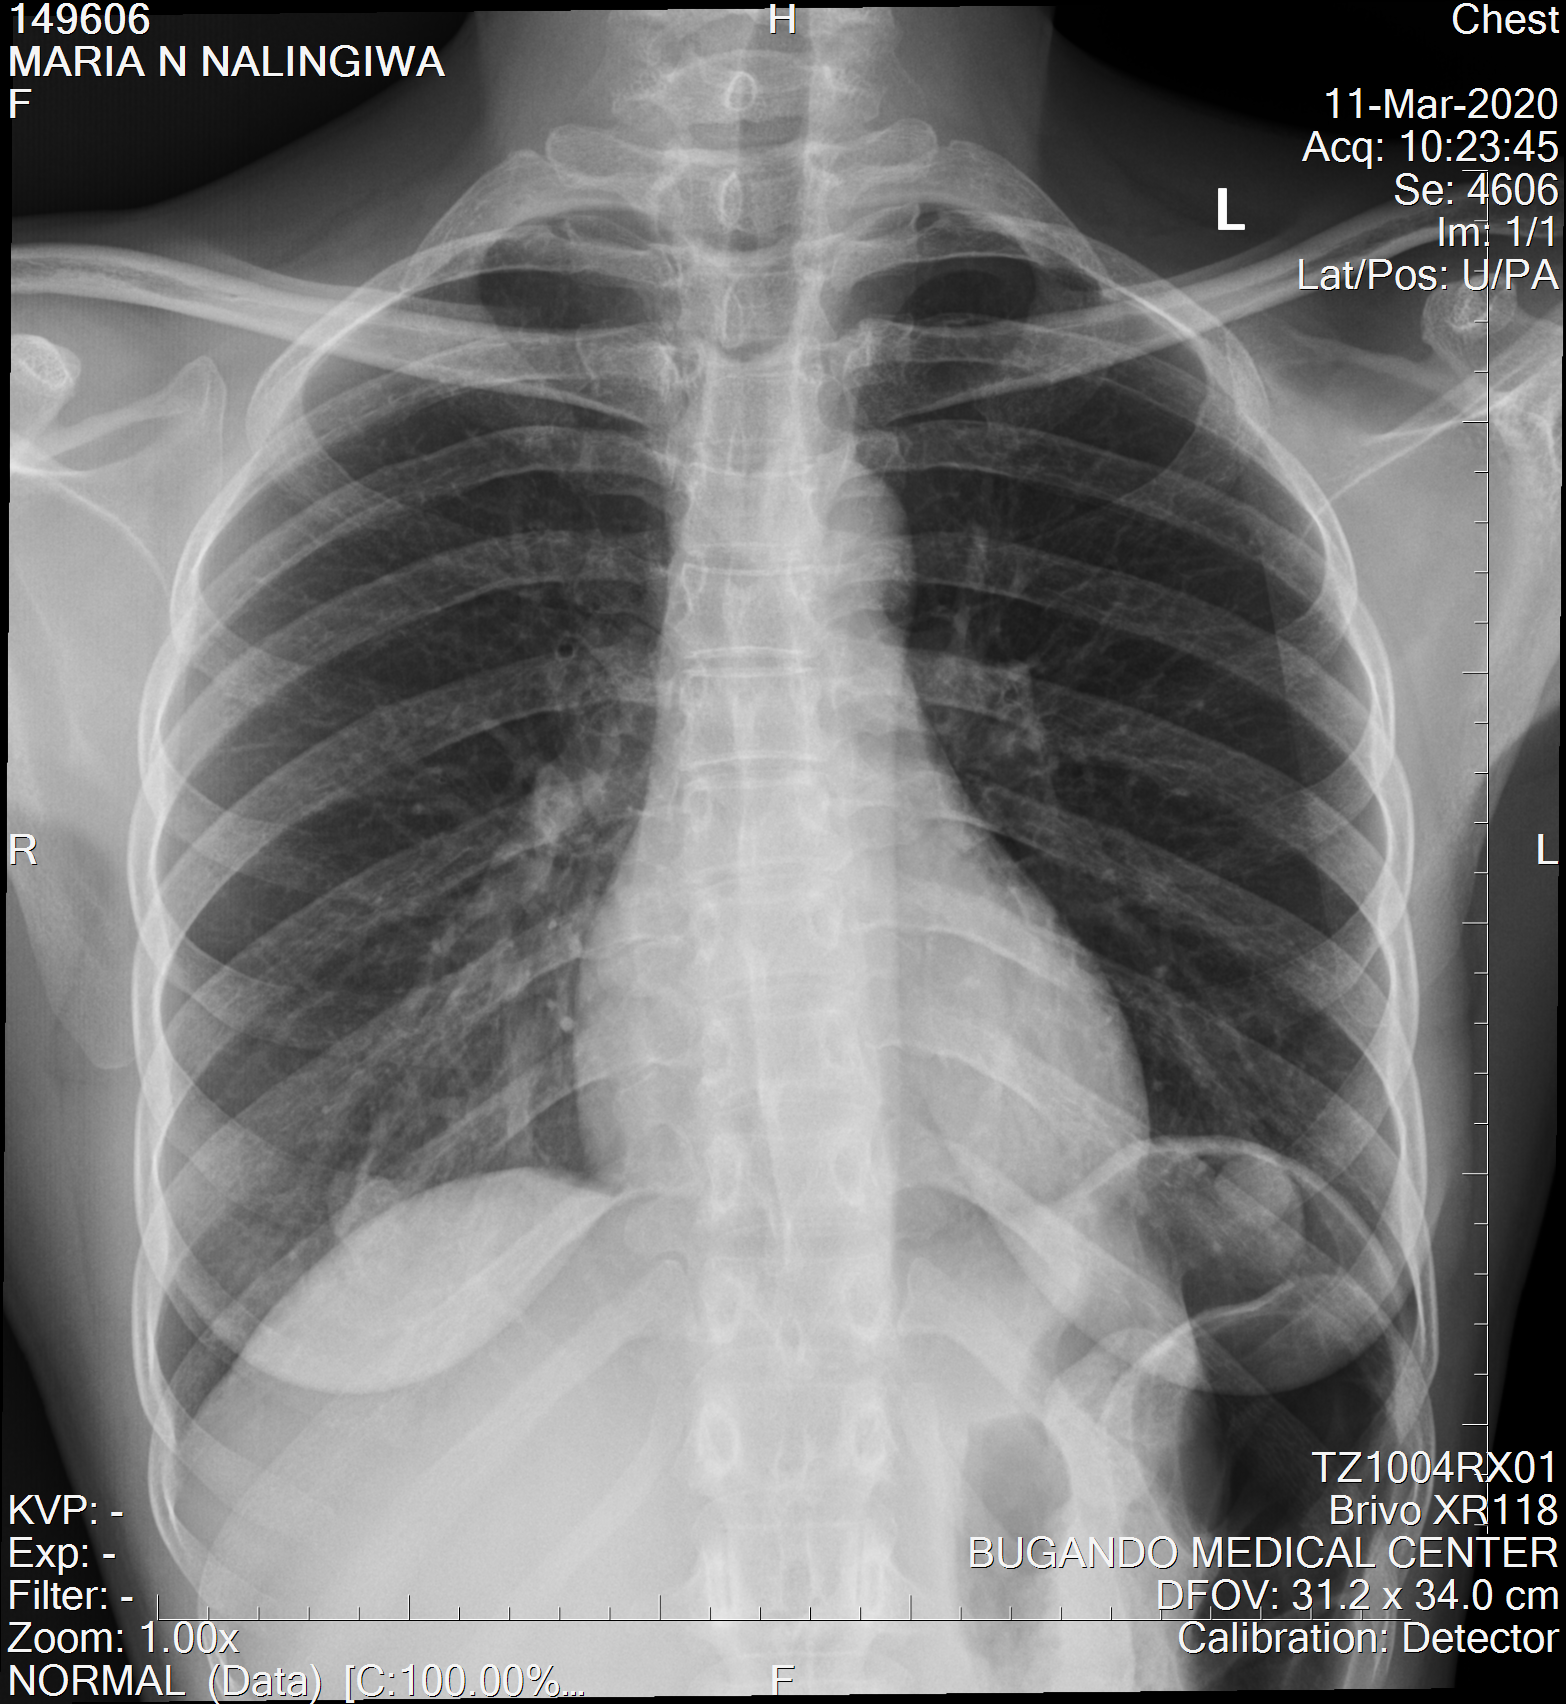 149606
MARIA N NALINGIWA
F
H
Chest
11-Mar-2020
Acq: 10:23:45
Se: 4606
Im: 1/1
Lat/Pos: U/PA
L
R
L
KVP: -
Exp: -
Filter: -
Zoom: 1.00x
NORMAL (Data) [C:100.00%...
F
TZ1004RX01
Brivo XR118
BUGANDO MEDICAL CENTER
DFOV: 31.2 x 34.0 cm
Calibration: Detector